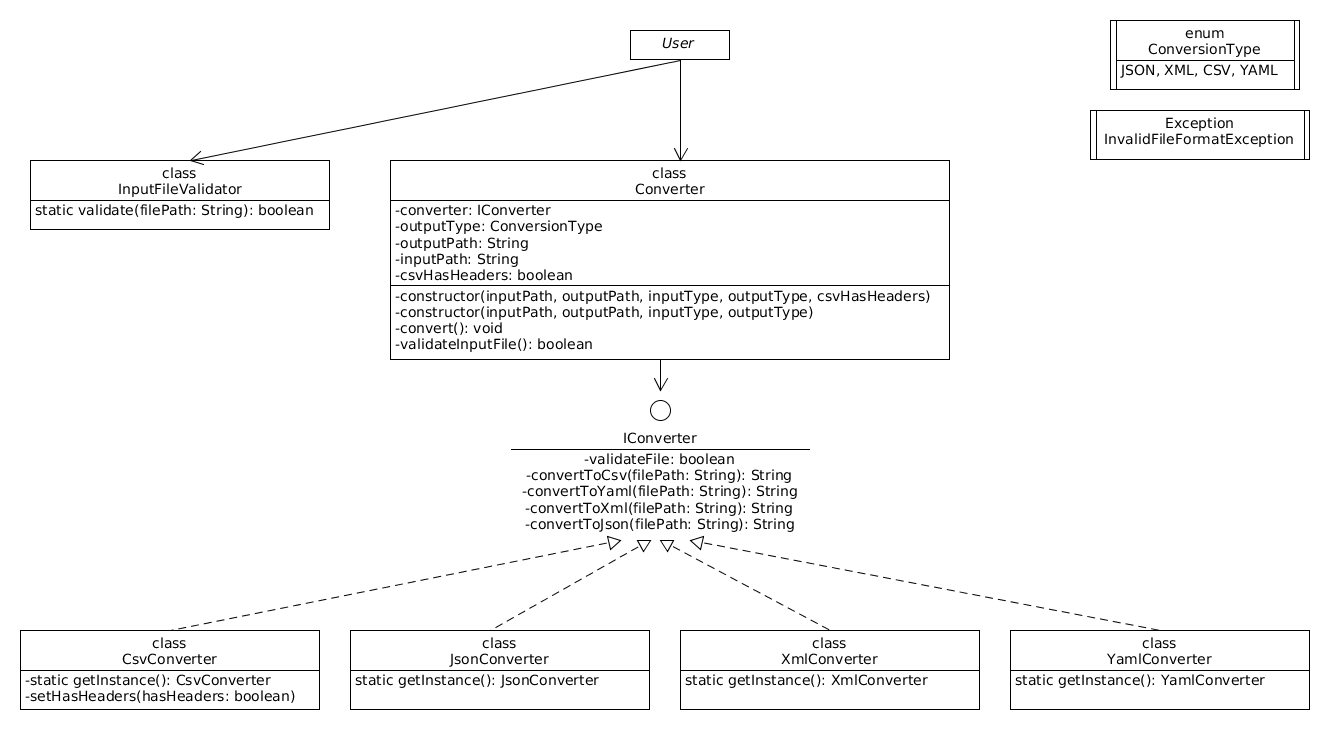 User
enum
ConversionType
JSON, XML, CSV, YAML
Exception
InvalidFileFormatException
class
InputFileValidator
static validate(filePath: String): boolean
class
Converter
-converter: IConverter
-outputType: ConversionType
-outputPath: String
-inputPath: String
-csvHasHeaders: boolean
-constructor(inputPath, outputPath, inputType, outputType, csvHasHeaders)
-constructor(inputPath, outputPath, inputType, outputType)
-convert(): void
-validateInputFile(): boolean
IConverter
-validateFile: boolean
-convertToCsv(filePath: String): String
-convertToYaml(filePath: String): String
-convertToXml(filePath: String): String
-convertToJson(filePath: String): String
class
CsvConverter
-static getInstance(): CsvConverter
-setHasHeaders(hasHeaders: boolean)
class
JsonConverter
static getInstance(): JsonConverter
class
XmlConverter
static getInstance(): XmlConverter
class
YamlConverter
static getInstance(): YamlConverter